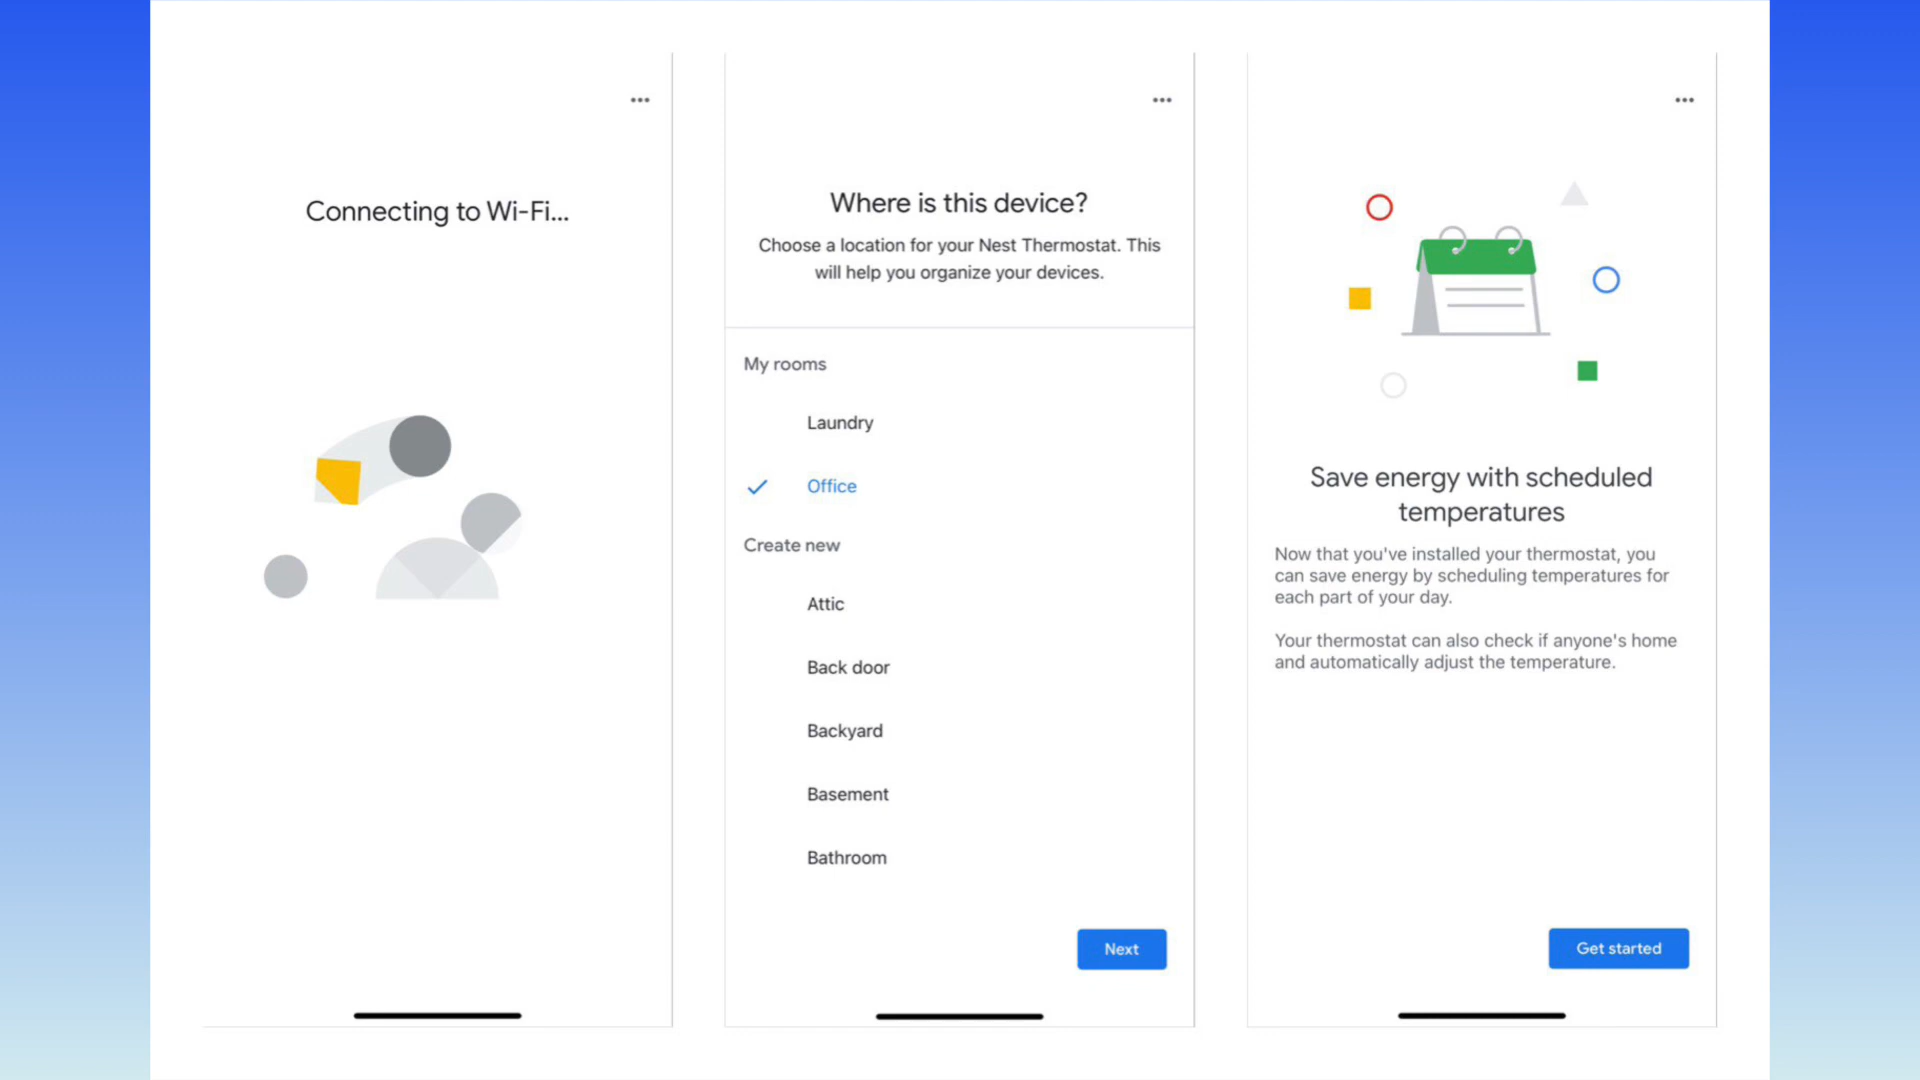 Connecting to Wi-Fi...
Where is this device?
Choose a location for your Nest Thermostat. This
will help you organize your devices.
My rooms
Laundry
Office
Create new
Attic
Back door
Backyard
Basement
Bathroom
Next
Save energy with scheduled
temperatures
Now that you've installed your thermostat, you
can save energy by scheduling temperatures for
each part of your day.
Your thermostat can also check if anyone's home
and automatically adjust the temperature.
Get started